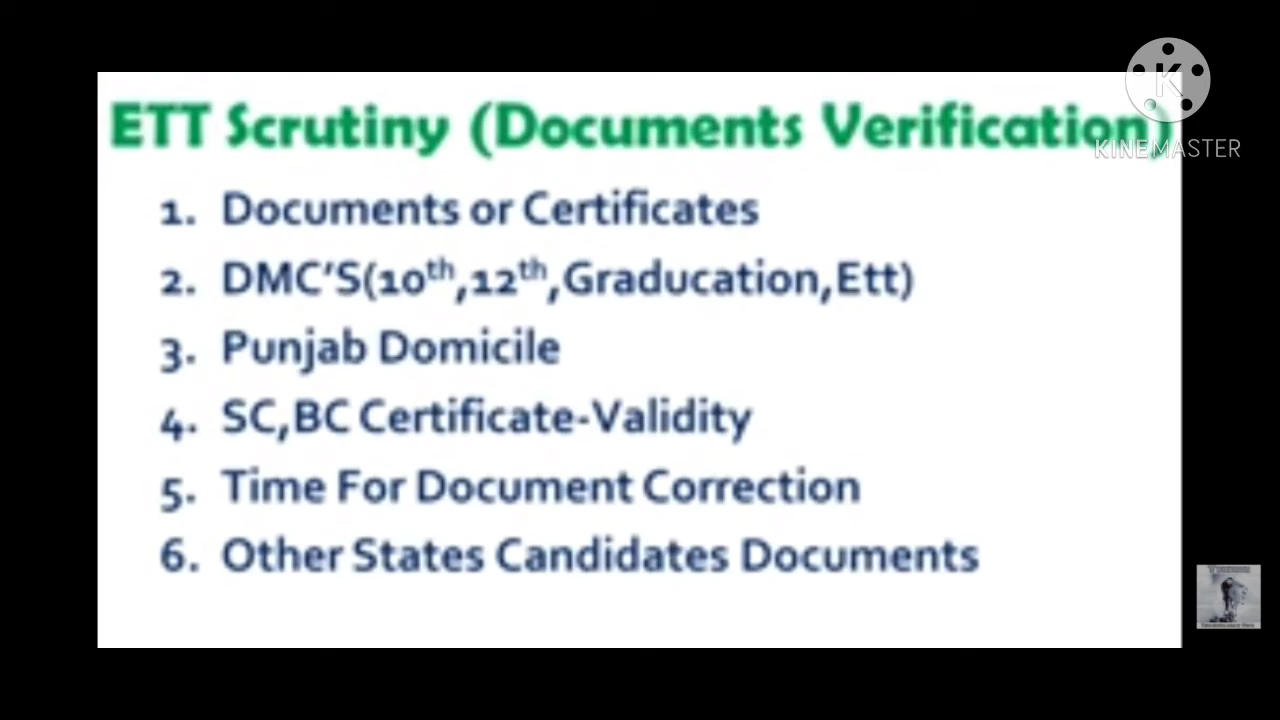 ETT Scrutiny (Documents Verification)
KINEMASTER
1. Documents or Certificates
2. DMC'S(10th,12th,Graducation,Ett)
3. Punjab Domicile
4. SC,BC Certificate-Validity
5. Time For Document Correction
6. Other States Candidates Documents